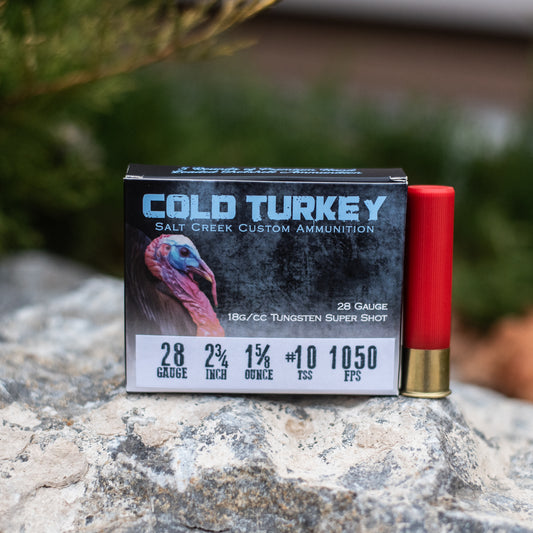 COLD TURKEY
SALT CREEK CUSTOM AMMUNITION
28 GAUGE
18G/CC TUNGSTEN SUPER SHOT
28 2¾ 1⅝ #10 1050
GAUGE INCH OUNCE TSS FPS